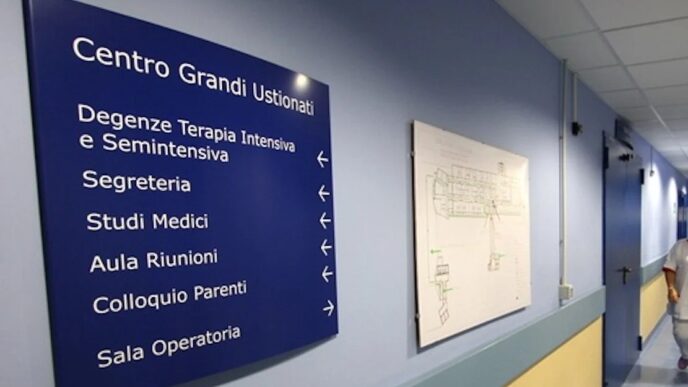 Centro Grandi Ustionati
Degenze Terapia Intensiva
e Semintensiva ←
Segreteria ←
Studi Medici ←
Aula Riunioni ←
Colloquio Parenti ←
Sala Operatoria →